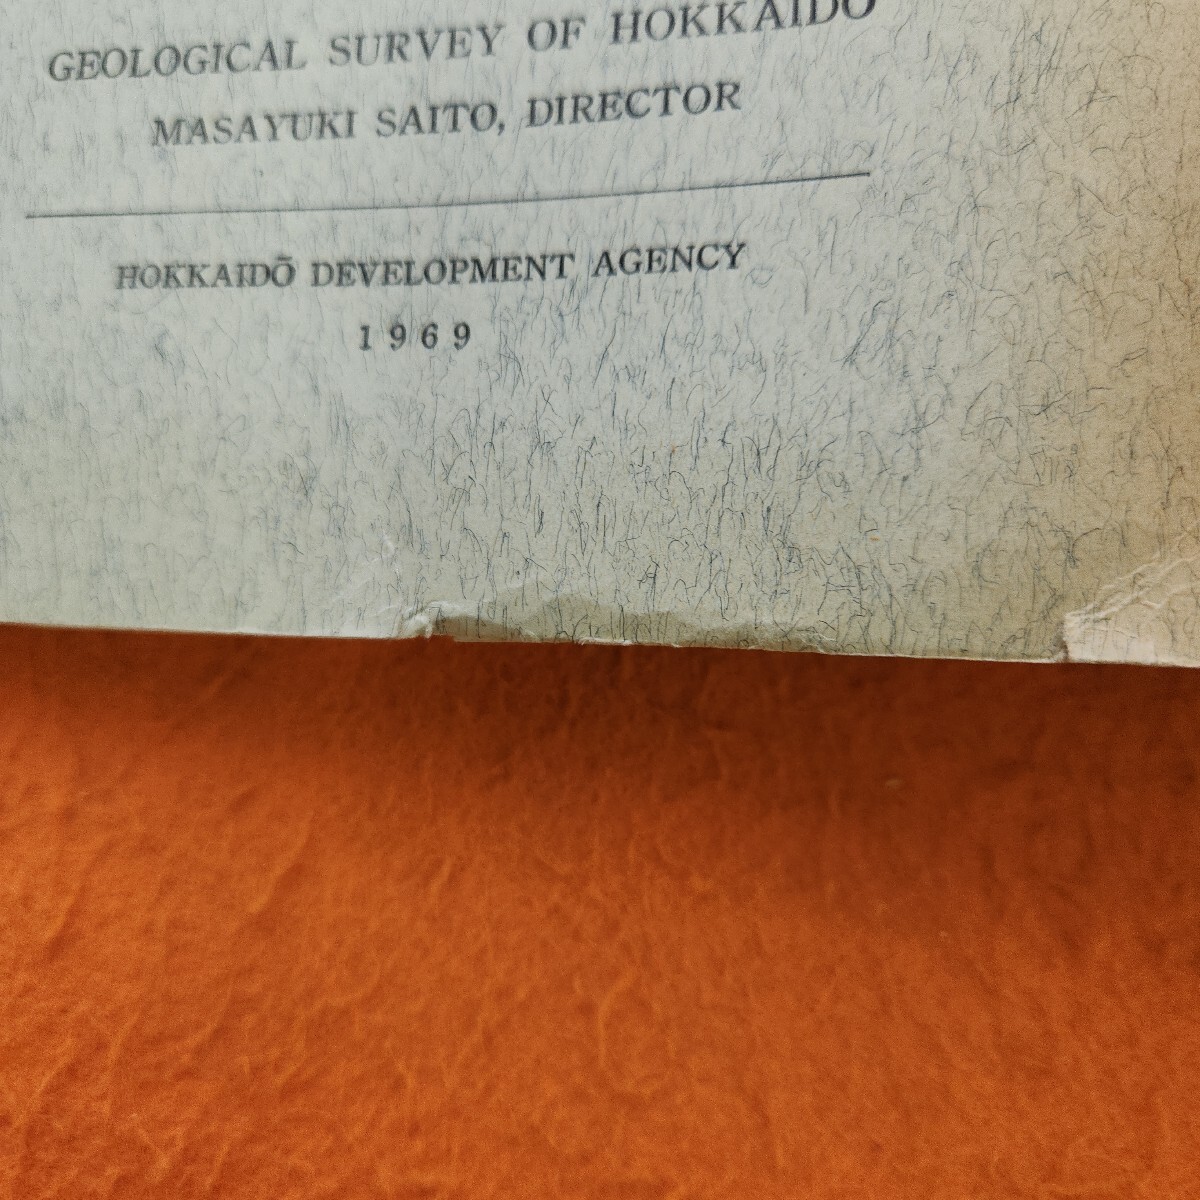 GEOLOGICAL SURVEY OF HOKKAIDO
MASAYUKI SAITO, DIRECTOR
HOKKAIDŌ DEVELOPMENT AGENCY
1969